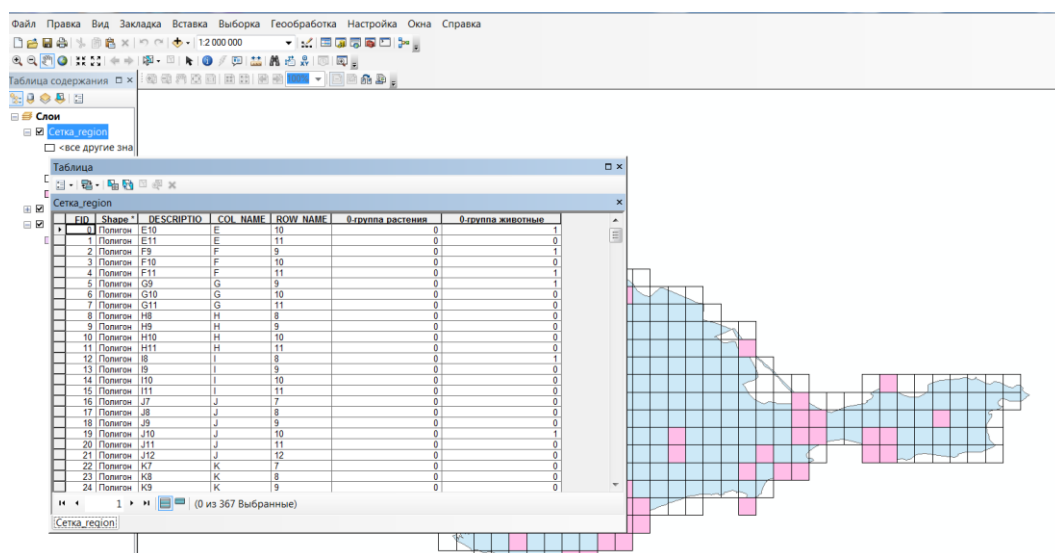 Файл Правка Вид Закладка Вставка Выборка Геообработка Настройка Окна Справка
1:2 000 000
Таблица содержания
Слои
Сетка_region
<все другие зна
Таблица
Сетка_region
FID Shape * DESCRIPTIO COL_NAME ROW_NAME 0-группа растения 0-группа животные
0 Полигон E10 E 10 0 1
1 Полигон E11 E 11 0 0
2 Полигон F9 F 9 0 1
3 Полигон F10 F 10 0 0
4 Полигон F11 F 11 0 1
5 Полигон G9 G 9 0 1
6 Полигон G10 G 10 0 0
7 Полигон G11 G 11 0 0
8 Полигон H8 H 8 0 0
9 Полигон H9 H 9 0 0
10 Полигон H10 H 10 0 0
11 Полигон H11 H 11 0 0
12 Полигон I8 I 8 0 1
13 Полигон I9 I 9 0 0
14 Полигон I10 I 10 0 0
15 Полигон I11 I 11 0 0
16 Полигон J7 J 7 0 0
17 Полигон J8 J 8 0 0
18 Полигон J9 J 9 0 0
19 Полигон J10 J 10 0 1
20 Полигон J11 J 11 0 0
21 Полигон J12 J 12 0 0
22 Полигон K7 K 7 0 0
23 Полигон K8 K 8 0 0
24 Полигон K9 K 9 0 0
1 (0 из 367 Выбранные)
Сетка_region